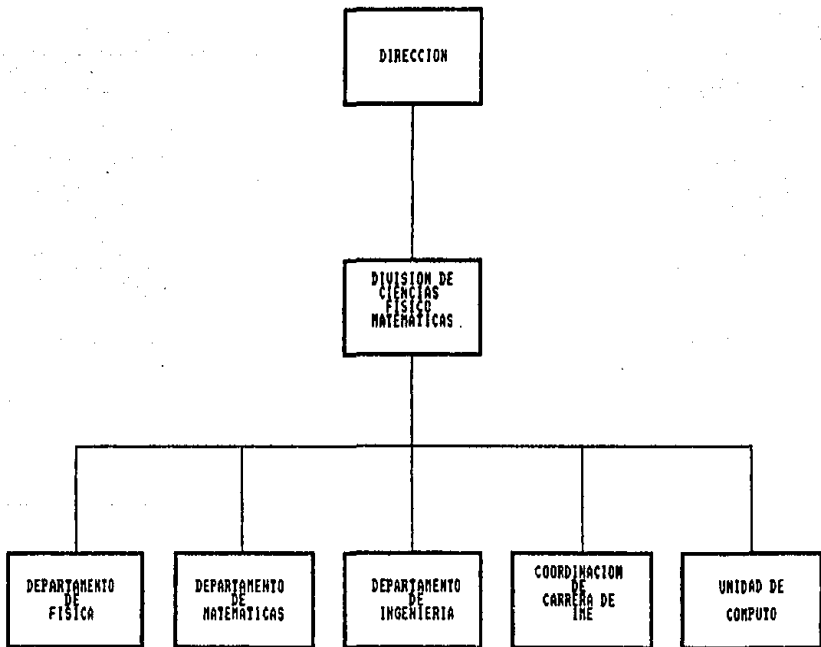 DIRECCION
DIVISION DE
CIENCIAS
FISICO
MATEMATICAS
DEPARTAMENTO
DE
FISICA
DEPARTAMENTO
DE
MATEMATICAS
DEPARTAMENTO
DE
INGENIERIA
COORDINACION
DE
CARRERA DE
IME
UNIDAD DE
COMPUTO